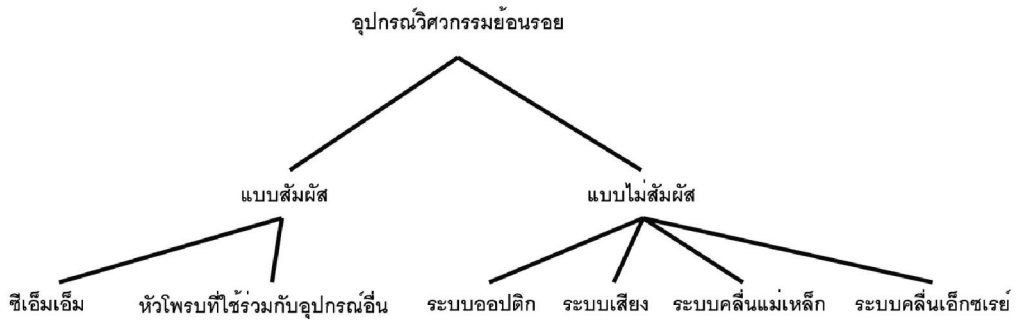 อุปกรณ์วิศวกรรมย้อนรอย
แบบสัมผัส แบบไม่สัมผัส
ซีเอ็มเอ็ม หัวโพรบที่ใช้ร่วมกับอุปกรณ์อื่น ระบบออปติก ระบบเสียง ระบบคลื่นแม่เหล็ก ระบบคลื่นเอ็กซเรย์